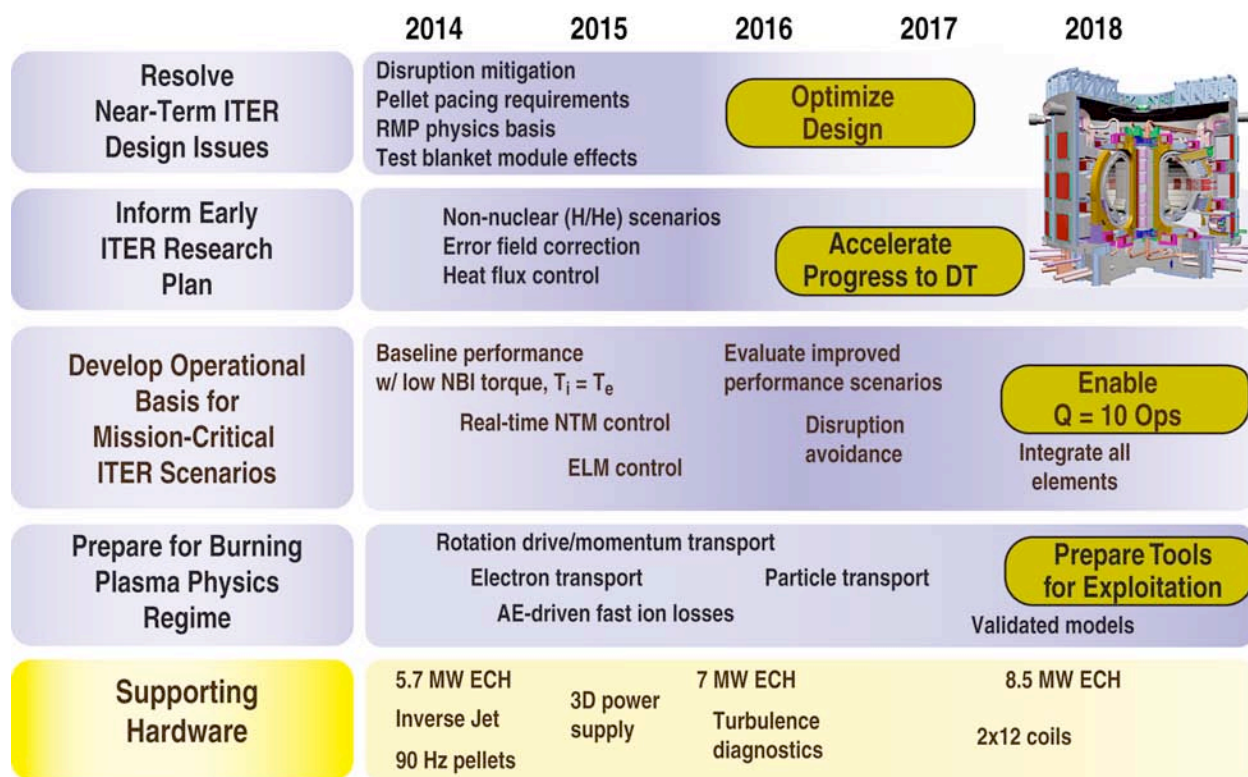 2014 2015 2016 2017 2018
Resolve
Near-Term ITER
Design Issues
Disruption mitigation
Pellet pacing requirements
RMP physics basis
Test blanket module effects
Optimize
Design
Inform Early
ITER Research
Plan
Non-nuclear (H/He) scenarios
Error field correction
Heat flux control
Accelerate
Progress to DT
Develop Operational
Basis for
Mission-Critical
ITER Scenarios
Baseline performance
w/ low NBI torque, Ti = Te
Real-time NTM control
ELM control
Evaluate improved
performance scenarios
Disruption
avoidance
Enable
Q = 10 Ops
Integrate all
elements
Prepare for Burning
Plasma Physics
Regime
Rotation drive/momentum transport
Electron transport
Particle transport
AE-driven fast ion losses
Prepare Tools
for Exploitation
Validated models
Supporting
Hardware
5.7 MW ECH
Inverse Jet
90 Hz pellets
3D power
supply
7 MW ECH
Turbulence
diagnostics
8.5 MW ECH
2x12 coils